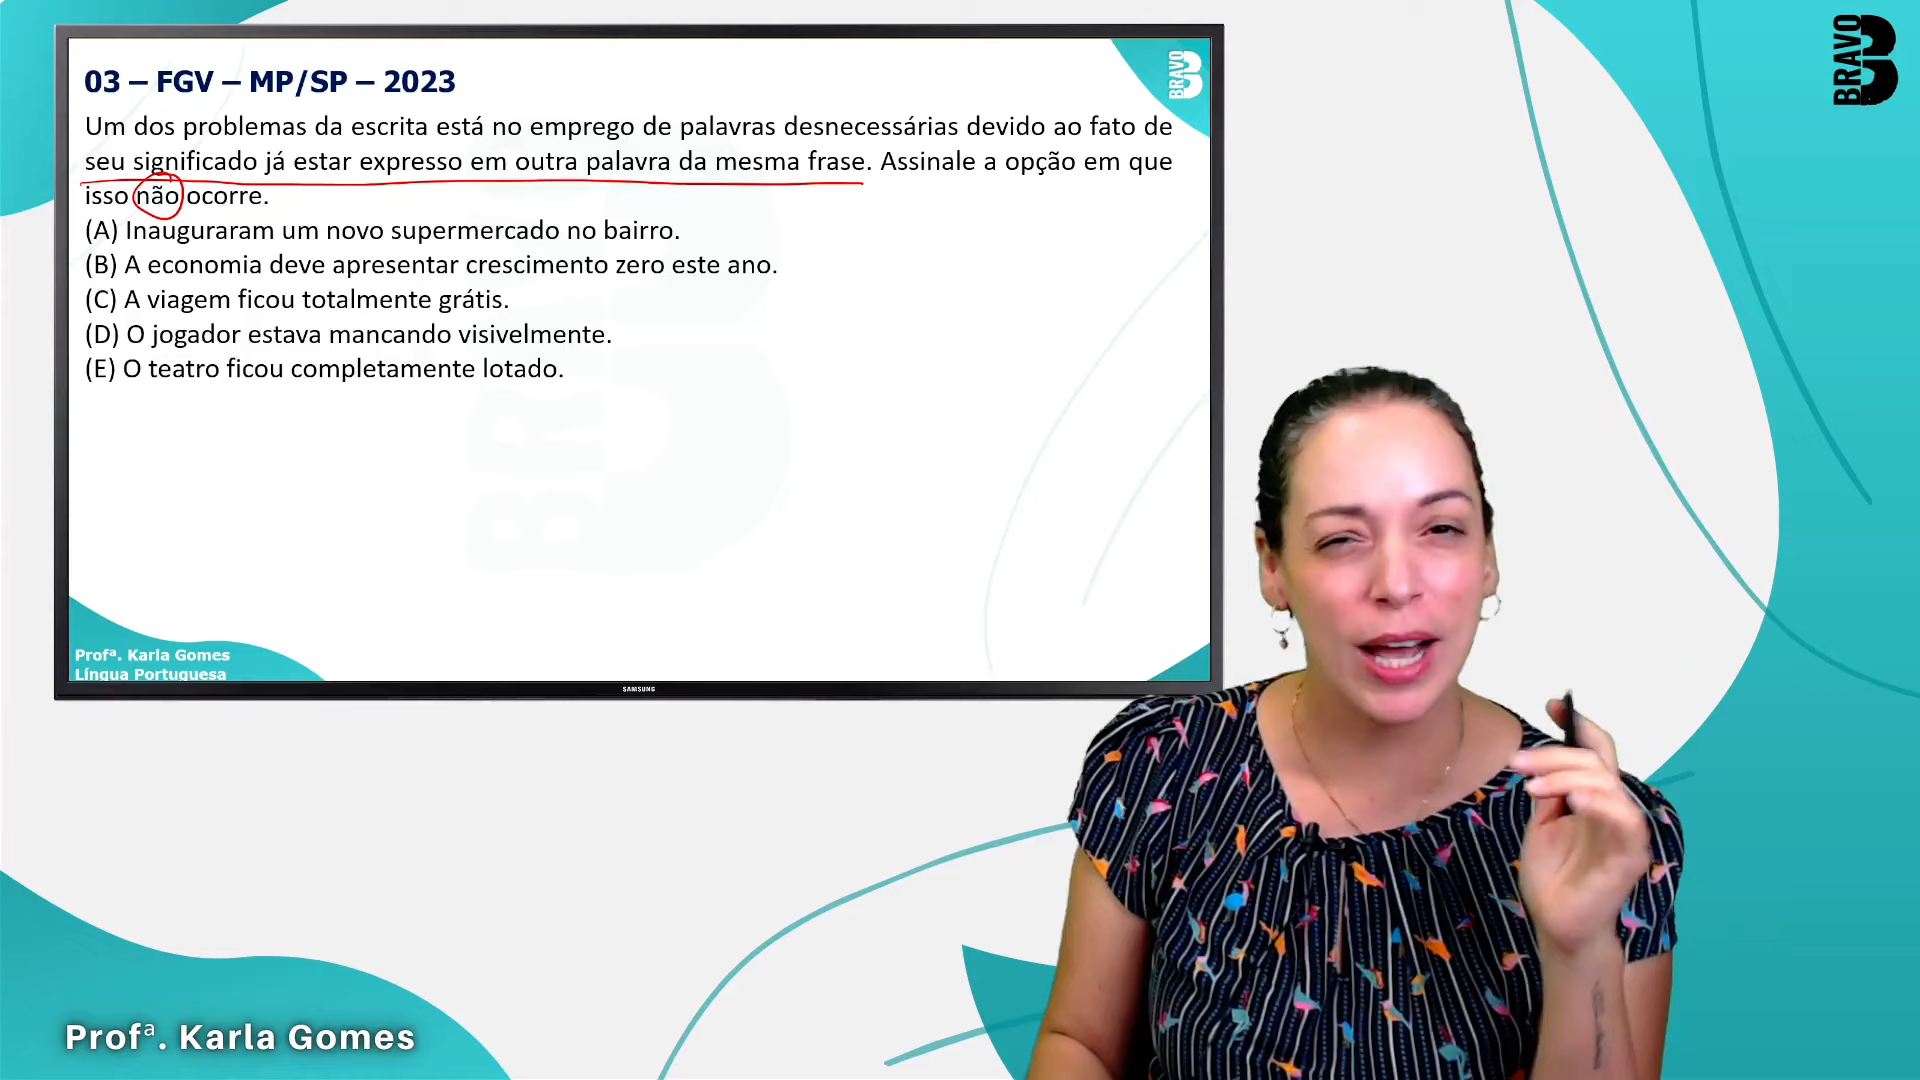 03 – FGV – MP/SP – 2023
Um dos problemas da escrita está no emprego de palavras desnecessárias devido ao fato de
seu significado já estar expresso em outra palavra da mesma frase. Assinale a opção em que
isso não ocorre.
(A) Inauguraram um novo supermercado no bairro.
(B) A economia deve apresentar crescimento zero este ano.
(C) A viagem ficou totalmente grátis.
(D) O jogador estava mancando visivelmente.
(E) O teatro ficou completamente lotado.
BRAVO
BRAVO
BRAVO
Profª. Karla Gomes
Língua Portuguesa
SAMSUNG
Profª. Karla Gomes